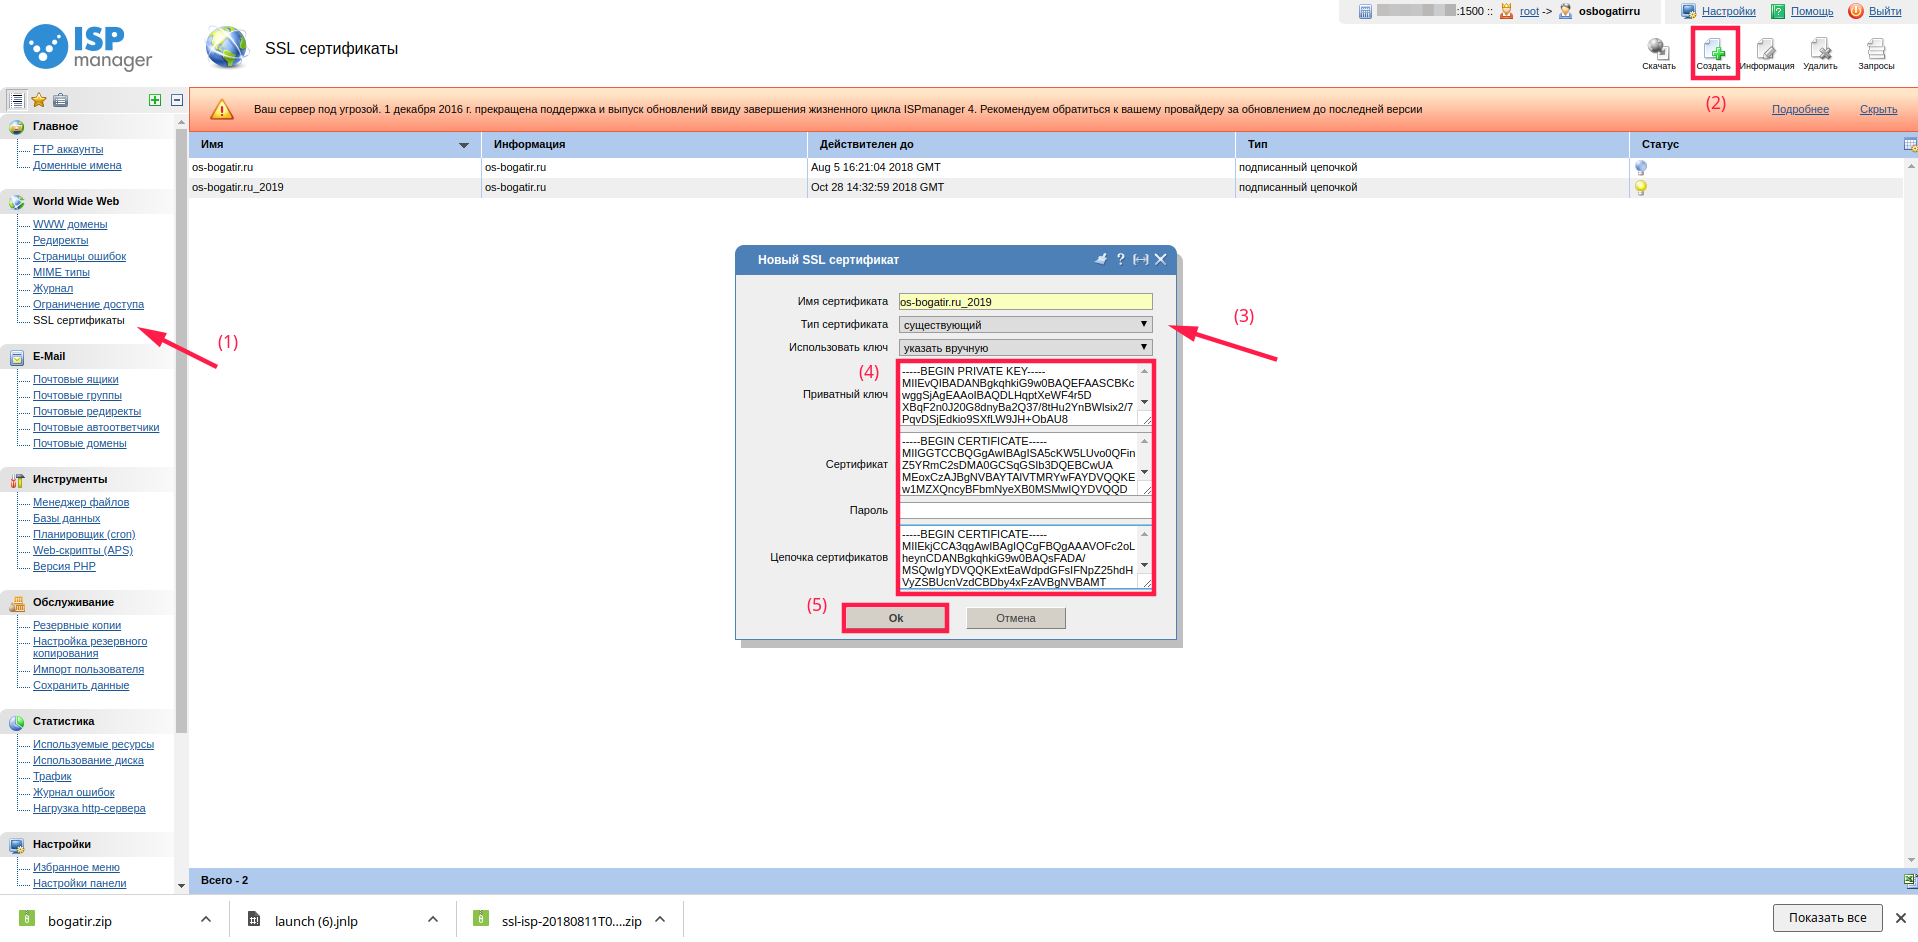 :1500 :: root -> osbogatirru
Настройки Помощь Выйти
ISP
manager
SSL сертификаты
Скачать Создать Информация Удалить Запросы
(2)
Ваш сервер под угрозой. 1 декабря 2016 г. прекращена поддержка и выпуск обновлений ввиду завершения жизненного цикла ISPmanager 4. Рекомендуем обратиться к вашему провайдеру за обновлением до последней версии
Подробнее Скрыть
Имя Информация Действителен до Тип Статус
os-bogatir.ru os-bogatir.ru Aug 5 16:21:04 2018 GMT подписанный цепочкой
os-bogatir.ru_2019 os-bogatir.ru Oct 28 14:32:59 2018 GMT подписанный цепочкой
Главное
FTP аккаунты
Доменные имена
World Wide Web
WWW домены
Редиректы
Страницы ошибок
MIME типы
Журнал
Ограничение доступа
SSL сертификаты
(1)
E-Mail
Почтовые ящики
Почтовые группы
Почтовые редиректы
Почтовые автоответчики
Почтовые домены
Инструменты
Менеджер файлов
Базы данных
Планировщик (cron)
Web-скрипты (APS)
Версия PHP
Обслуживание
Резервные копии
Настройка резервного
копирования
Импорт пользователя
Сохранить данные
Статистика
Используемые ресурсы
Использование диска
Трафик
Журнал ошибок
Нагрузка http-сервера
Настройки
Избранное меню
Настройки панели
Новый SSL сертификат
Имя сертификата os-bogatir.ru_2019
Тип сертификата существующий
(3)
Использовать ключ указать вручную
(4)
Приватный ключ
-----BEGIN PRIVATE KEY-----
MIIEvQIBADANBgkqhkiG9w0BAQEFAASCBKc
wggSjAgEAAoIBAQDLHqptXeWF4r5D
XBqF2n0J20G8dnyBa2Q37/8tHu2YnBWlsix2/7
PqvDSjEdkio9SXfLW9JH+ObAU8
Сертификат
-----BEGIN CERTIFICATE-----
MIIGGTCCBQGgAwIBAgISA5cKW5LUvo0QFin
Z5YRmC2sDMA0GCSqGSIb3DQEBCwUA
MEoxCzAJBgNVBAYTAlVTMRYwFAYDVQQKE
w1MZXQncyBFbmNyeXB0MSMwIQYDVQQD
Пароль
Цепочка сертификатов
-----BEGIN CERTIFICATE-----
MIIEkjCCA3qgAwIBAgIQCgFBQgAAAVOFc2oL
heynCDANBgkqhkiG9w0BAQsFADA/
MSQwIgYDVQQKExtEaWdpdGFsIFNpZ25hdH
VyZSBUcnVzdCBDby4xFzAVBgNVBAMT
(5)
Ok Отмена
Всего - 2
bogatir.zip launch (6).jnlp ssl-isp-20180811T0....zip Показать все